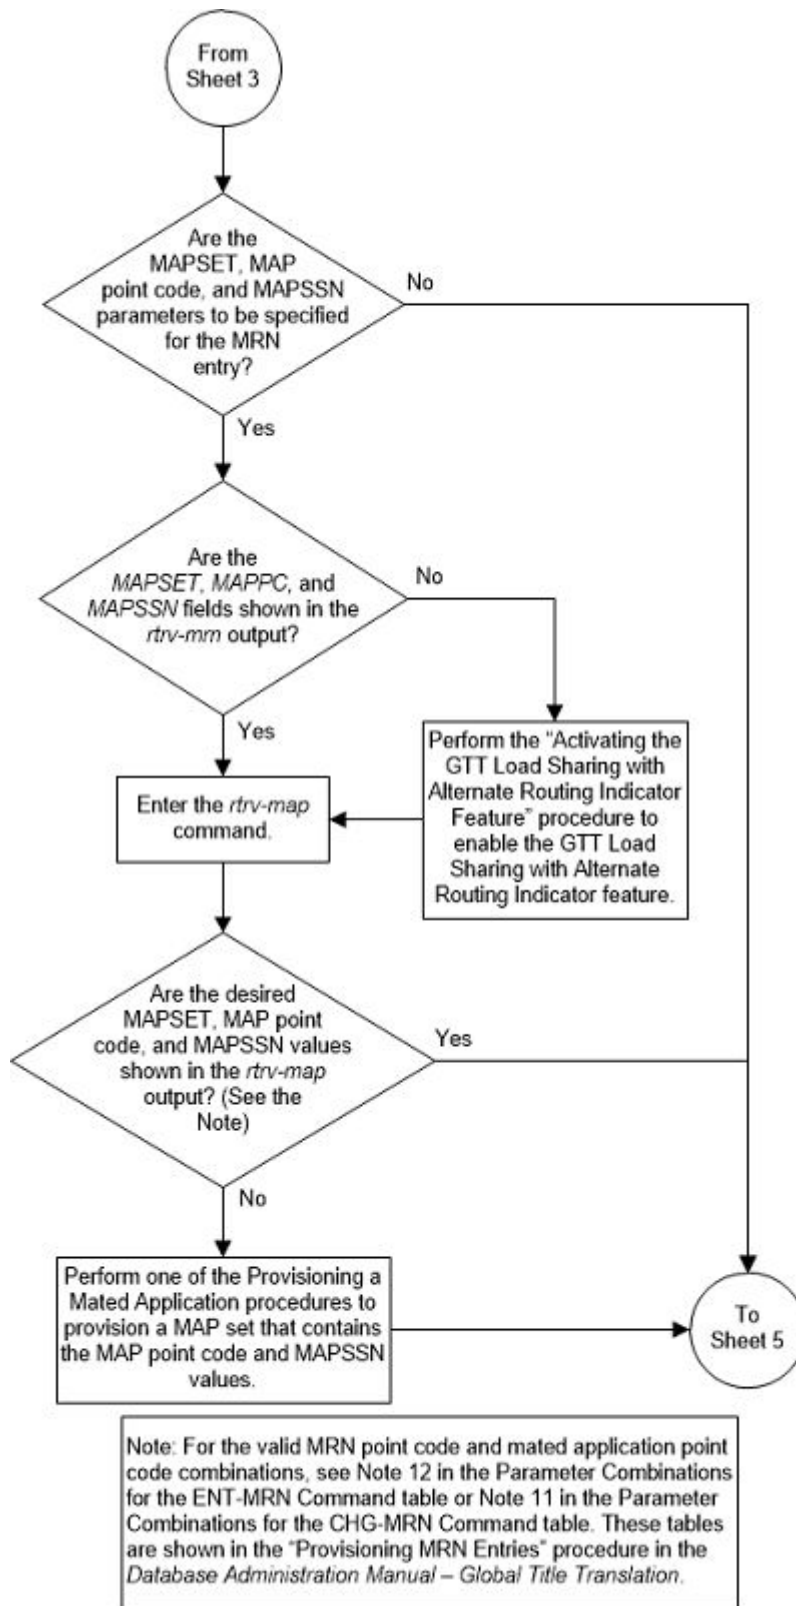 From
Sheet 3
Are the
MAPSET, MAP
point code, and MAPSSN
parameters to be specified
for the MRN
entry?
No
Yes
Are the
MAPSET, MAPPC, and
MAPSSN fields shown in the
rtrv-mrn output?
No
Yes
Perform the “Activating the
GTT Load Sharing with
Alternate Routing Indicator
Feature” procedure to
enable the GTT Load
Sharing with Alternate
Routing Indicator feature.
Enter the rtrv-map
command.
Are the desired
MAPSET, MAP point
code, and MAPSSN values
shown in the rtrv-map
output? (See the
Note)
Yes
No
Perform one of the Provisioning a
Mated Application procedures to
provision a MAP set that contains
the MAP point code and MAPSSN
values.
To
Sheet 5
Note: For the valid MRN point code and mated application point
code combinations, see Note 12 in the Parameter Combinations
for the ENT-MRN Command table or Note 11 in the Parameter
Combinations for the CHG-MRN Command table. These tables
are shown in the “Provisioning MRN Entries” procedure in the
Database Administration Manual – Global Title Translation.